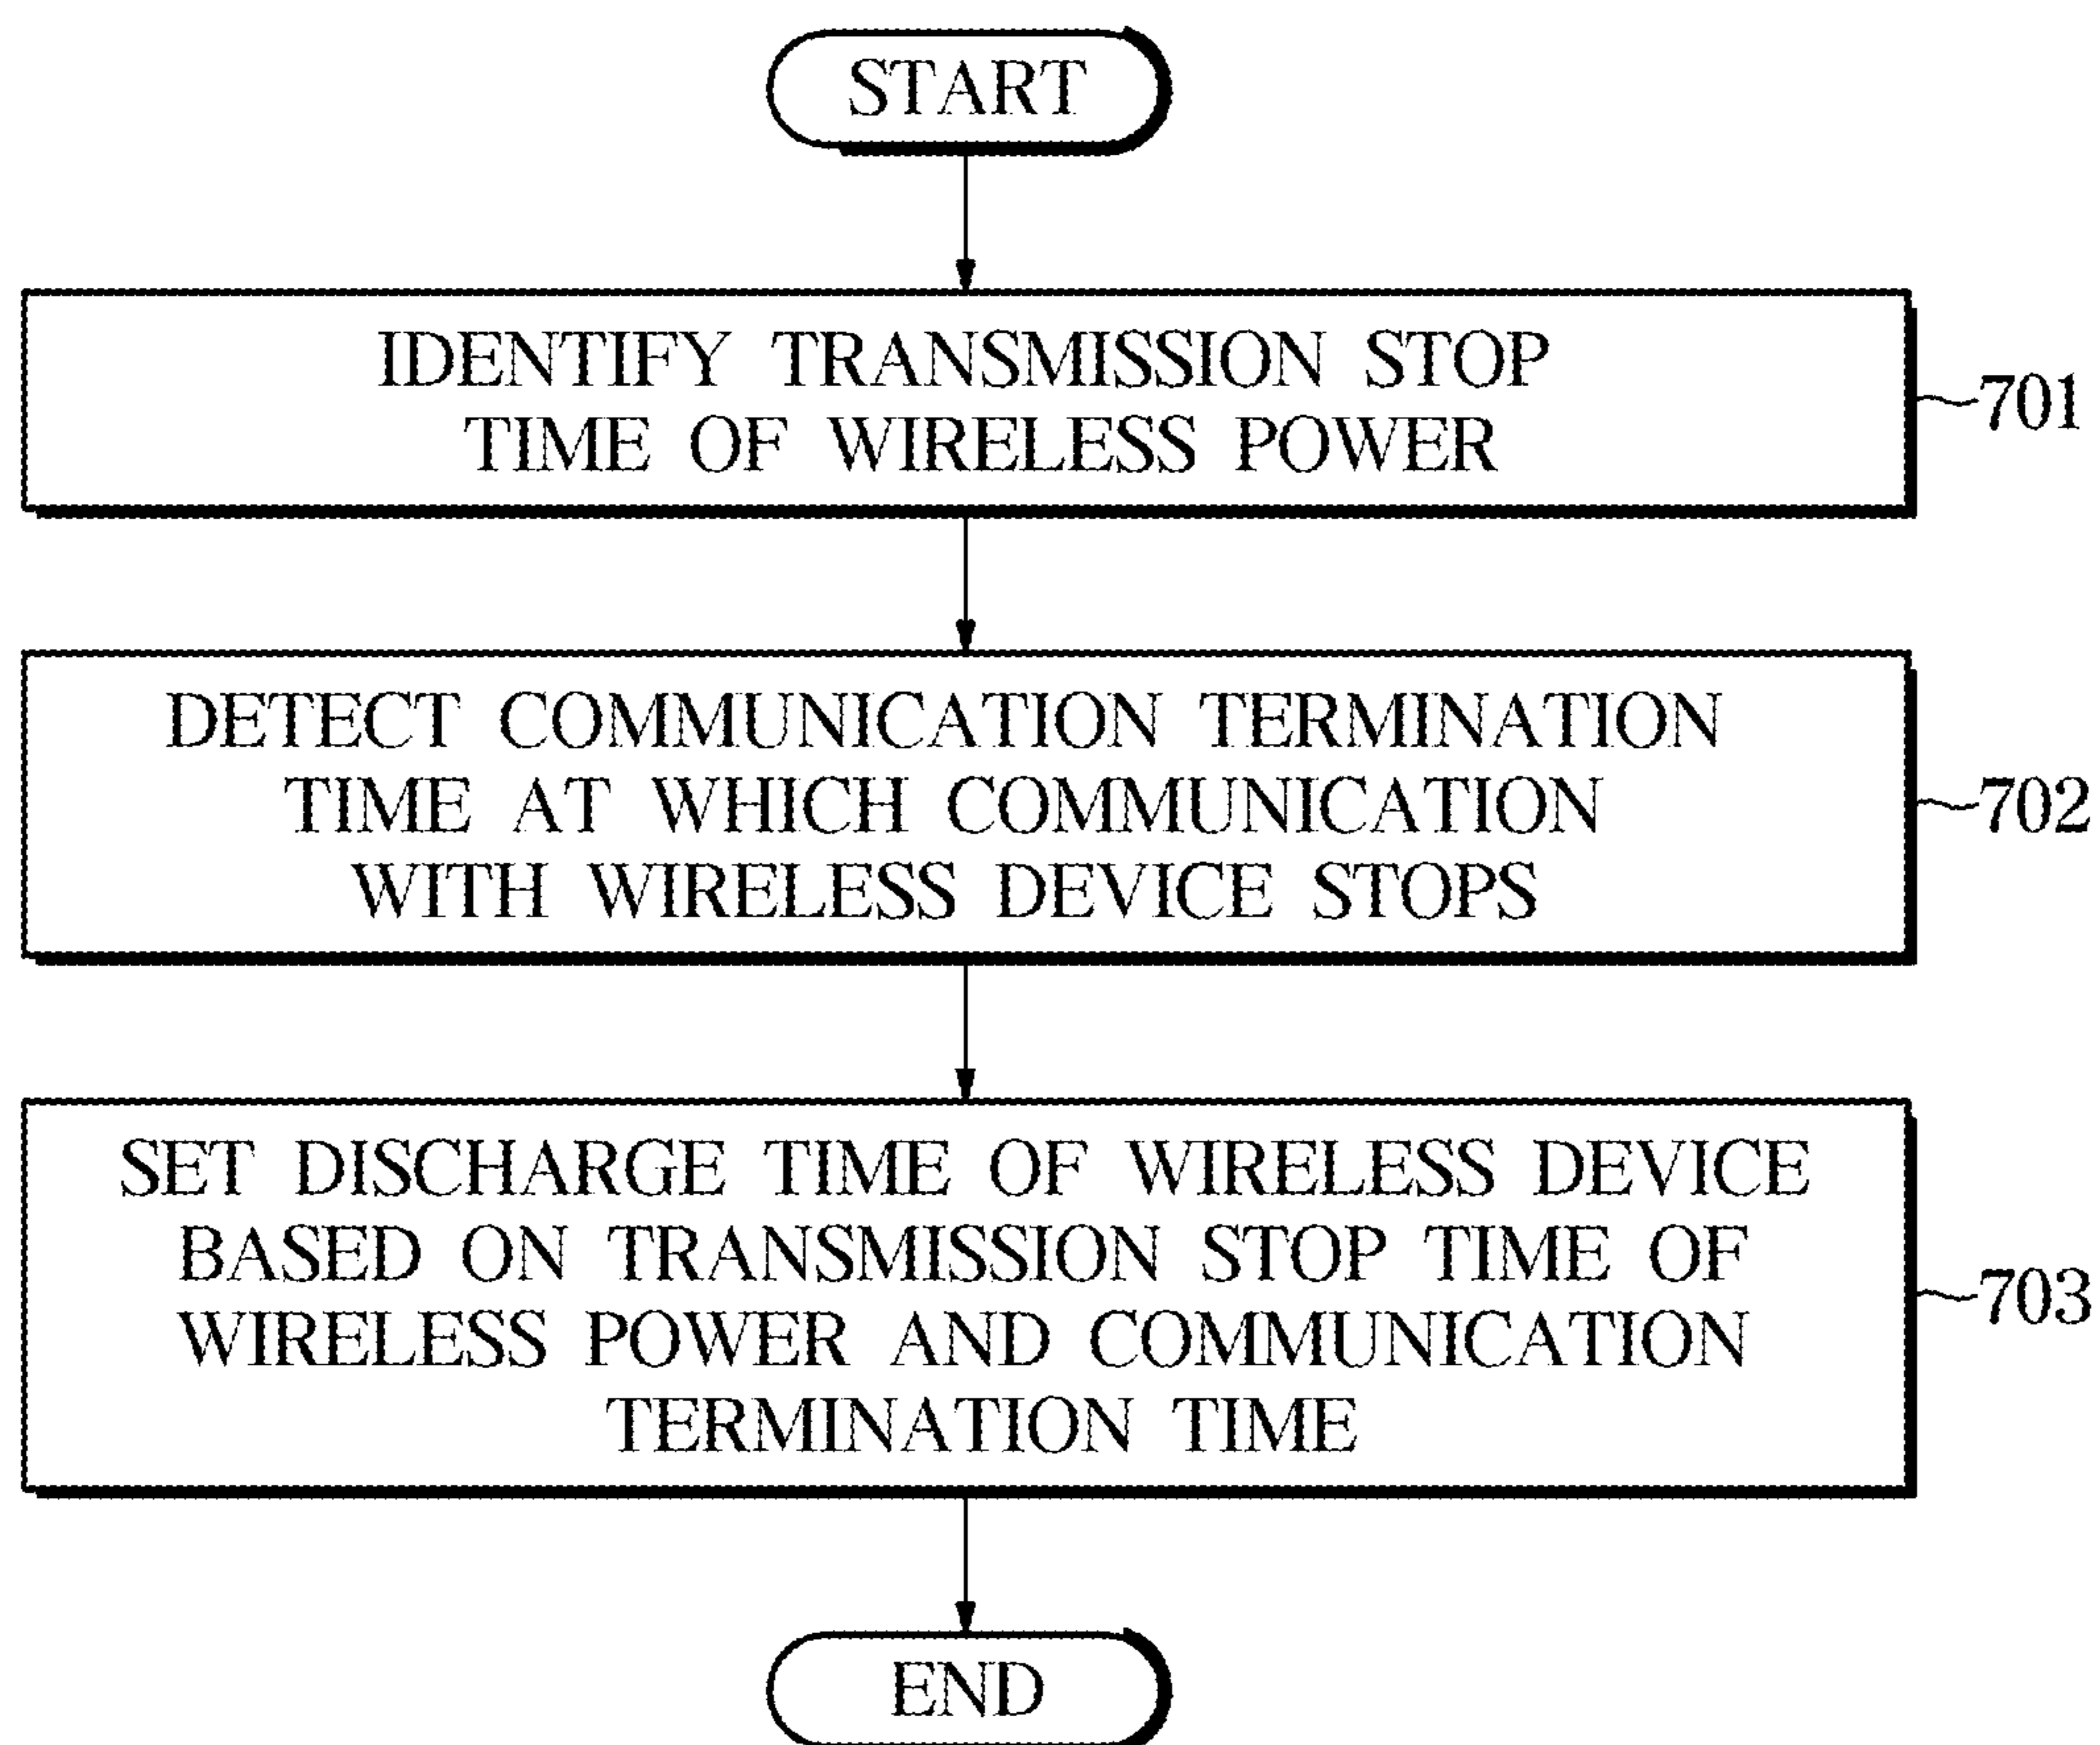 START
IDENTIFY TRANSMISSION STOP
TIME OF WIRELESS POWER
701
DETECT COMMUNICATION TERMINATION
TIME AT WHICH COMMUNICATION
WITH WIRELESS DEVICE STOPS
702
SET DISCHARGE TIME OF WIRELESS DEVICE
BASED ON TRANSMISSION STOP TIME OF
WIRELESS POWER AND COMMUNICATION
TERMINATION TIME
703
END